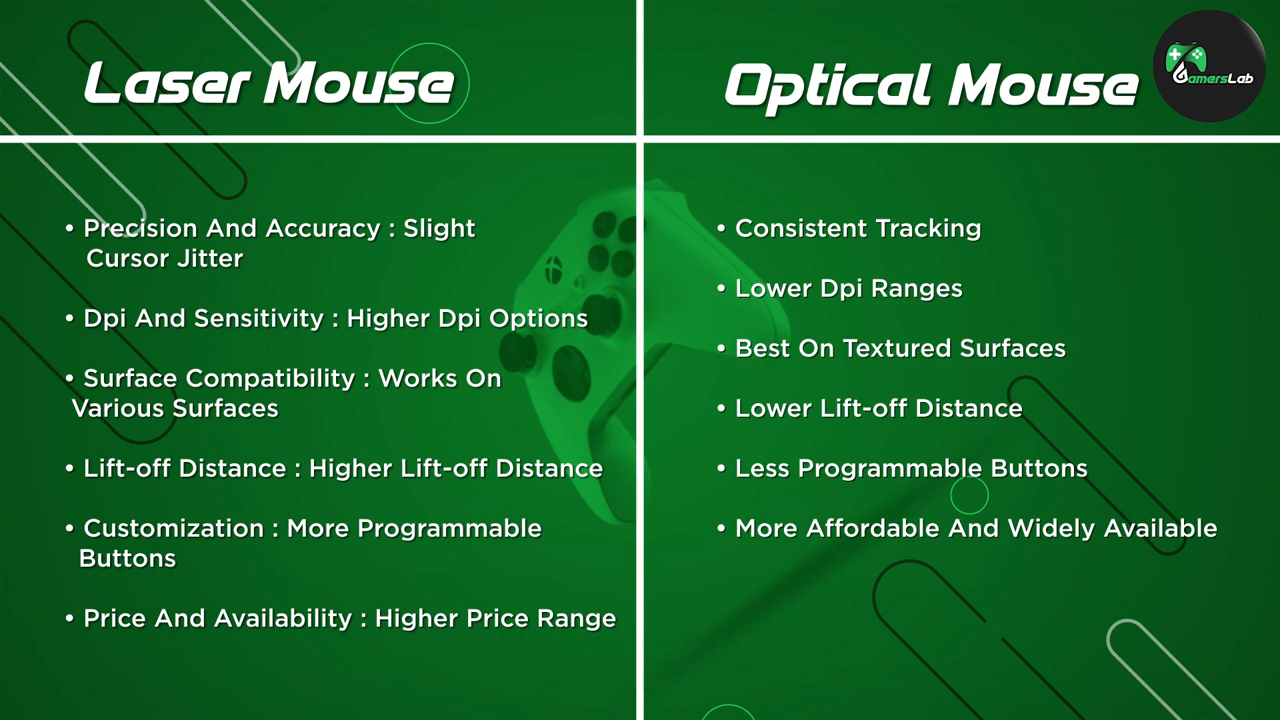 Laser Mouse
Optical Mouse
GamersLab
• Precision And Accuracy : Slight
Cursor Jitter
• Dpi And Sensitivity : Higher Dpi Options
• Surface Compatibility : Works On
Various Surfaces
• Lift-off Distance : Higher Lift-off Distance
• Customization : More Programmable
Buttons
• Price And Availability : Higher Price Range
• Consistent Tracking
• Lower Dpi Ranges
• Best On Textured Surfaces
• Lower Lift-off Distance
• Less Programmable Buttons
• More Affordable And Widely Available